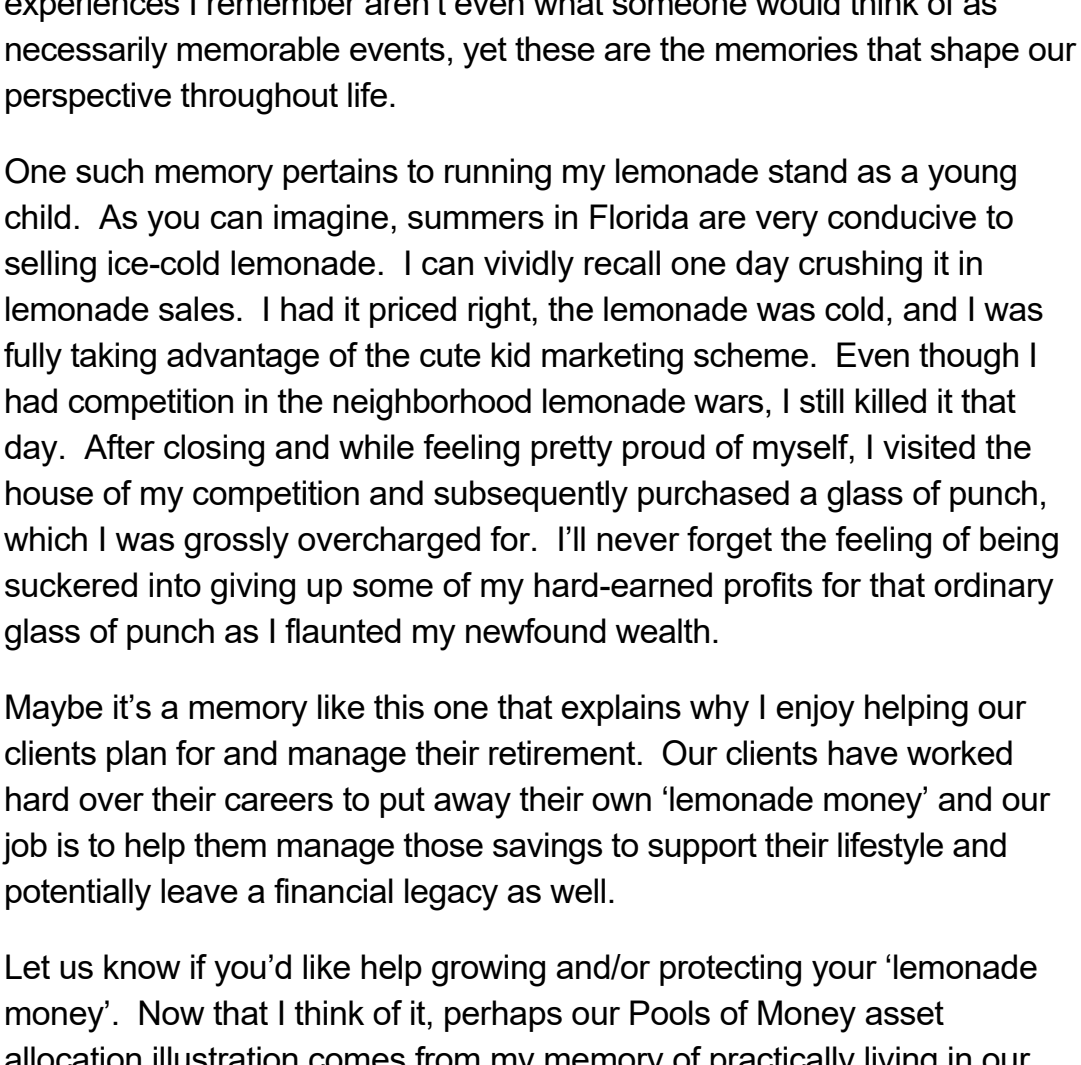 experiences I remember aren't even what someone would think of as
necessarily memorable events, yet these are the memories that shape our
perspective throughout life.
One such memory pertains to running my lemonade stand as a young
child.  As you can imagine, summers in Florida are very conducive to
selling ice-cold lemonade.  I can vividly recall one day crushing it in
lemonade sales.  I had it priced right, the lemonade was cold, and I was
fully taking advantage of the cute kid marketing scheme.  Even though I
had competition in the neighborhood lemonade wars, I still killed it that
day.  After closing and while feeling pretty proud of myself, I visited the
house of my competition and subsequently purchased a glass of punch,
which I was grossly overcharged for.  I’ll never forget the feeling of being
suckered into giving up some of my hard-earned profits for that ordinary
glass of punch as I flaunted my newfound wealth.
Maybe it’s a memory like this one that explains why I enjoy helping our
clients plan for and manage their retirement.  Our clients have worked
hard over their careers to put away their own ‘lemonade money’ and our
job is to help them manage those savings to support their lifestyle and
potentially leave a financial legacy as well.
Let us know if you’d like help growing and/or protecting your ‘lemonade
money’.  Now that I think of it, perhaps our Pools of Money asset
allocation illustration comes from my memory of practically living in our